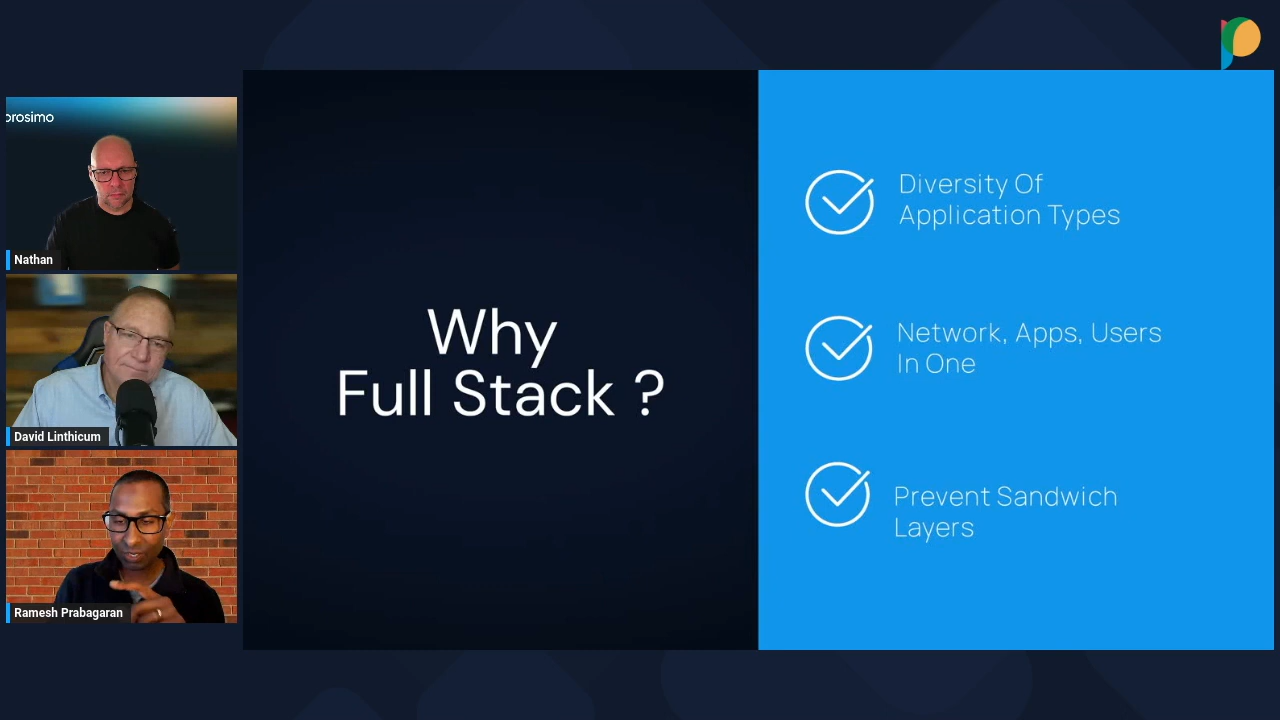 prosimo
Nathan
David Linthicum
Ramesh Prabagaran
Why
Full Stack ?
Diversity Of
Application Types
Network, Apps, Users
In One
Prevent Sandwich
Layers